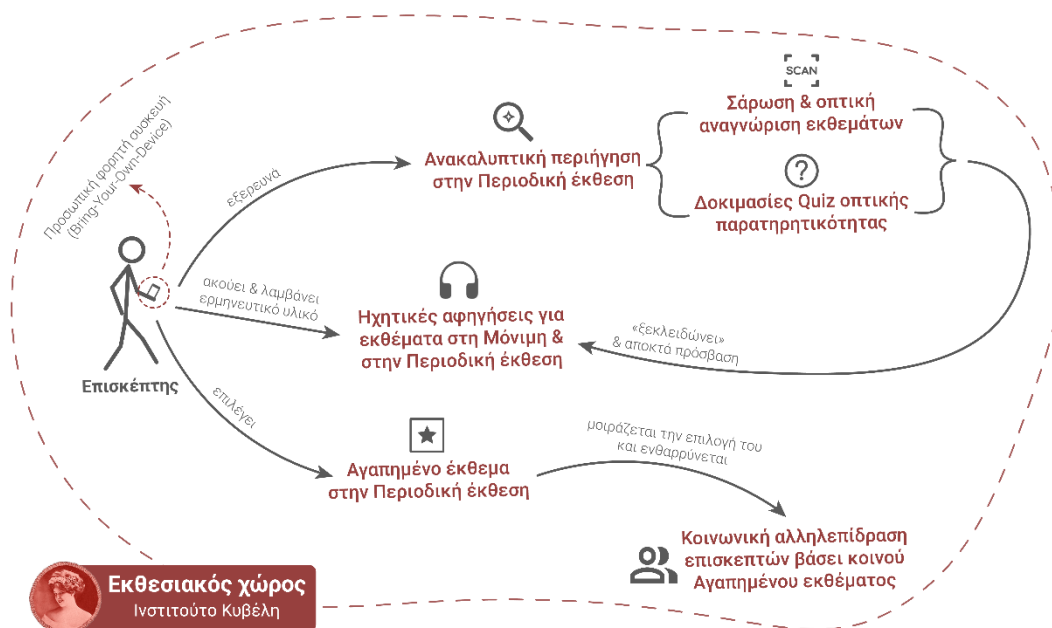 Προσωπική φορητή συσκευή
(Bring-Your-Own-Device)
Επισκέπτης
εξερευνά
Ανακαλυπτική περιήγηση
στην Περιοδική έκθεση
SCAN
Σάρωση & οπτική
αναγνώριση εκθεμάτων
?
Δοκιμασίες Quiz οπτικής
παρατηρητικότητας
ακούει & λαμβάνει
ερμηνευτικό υλικό
Ηχητικές αφηγήσεις για
εκθέματα στη Μόνιμη &
στην Περιοδική έκθεση
«ξεκλειδώνει»
& αποκτά πρόσβαση
επιλέγει
Αγαπημένο έκθεμα
στην Περιοδική έκθεση
μοιράζεται την επιλογή του
και ενθαρρύνεται
Κοινωνική αλληλεπίδραση
επισκεπτών βάσει κοινού
Αγαπημένου εκθέματος
Εκθεσιακός χώρος
Ινστιτούτο Κυβέλη